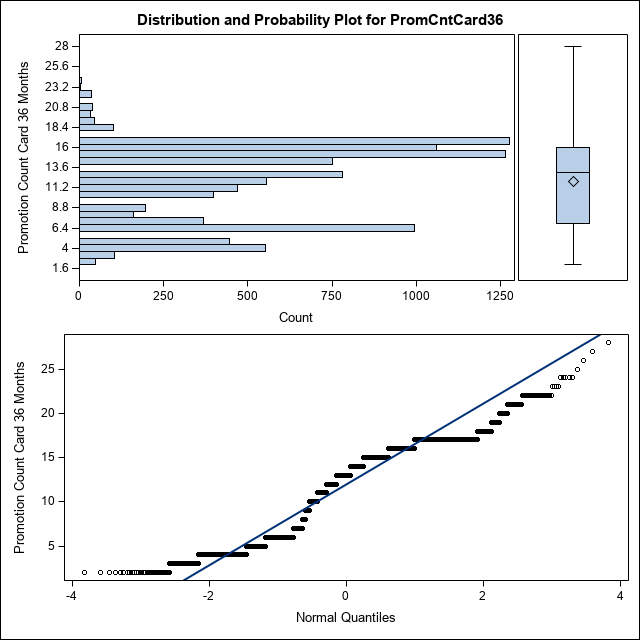 Distribution and Probability Plot for PromCntCard36
Promotion Count Card 36 Months
28
25.6
23.2
20.8
18.4
16
13.6
11.2
8.8
6.4
4
1.6
0 250 500 750 1000 1250
Count
Promotion Count Card 36 Months
25
20
15
10
5
-4 -2 0 2 4
Normal Quantiles